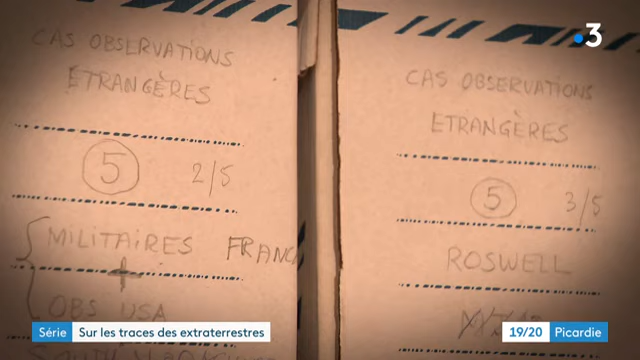 3
CAS OBSERVATIONS
ETRANGÈRES
5 2/5
MILITAIRES FRANC
+
OBS USA
CAS OBSERVATIONS
ETRANGÈRES
5 3/5
ROSWELL
Série Sur les traces des extraterrestres
19/20 Picardie